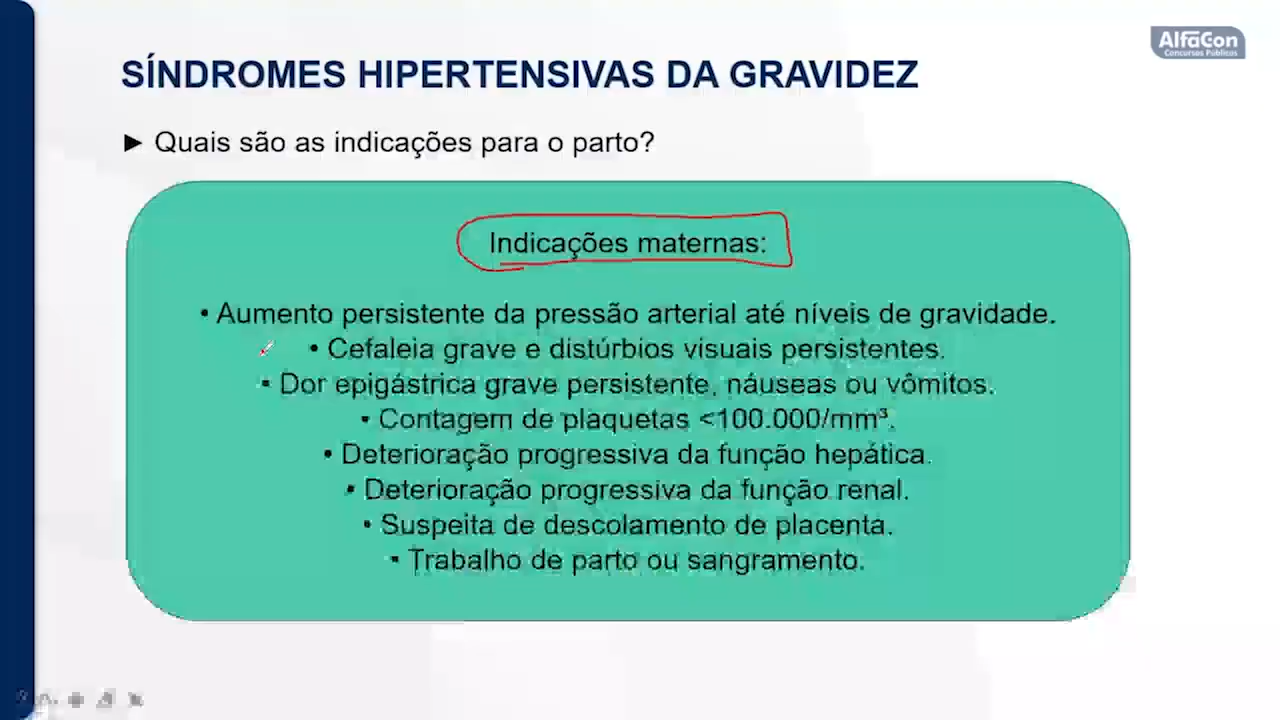 AlfaCon
Concursos Públicos
SÍNDROMES HIPERTENSIVAS DA GRAVIDEZ
► Quais são as indicações para o parto?
Indicações maternas:
• Aumento persistente da pressão arterial até níveis de gravidade.
• Cefaleia grave e distúrbios visuais persistentes.
• Dor epigástrica grave persistente, náuseas ou vômitos.
• Contagem de plaquetas <100.000/mm³.
• Deterioração progressiva da função hepática.
• Deterioração progressiva da função renal.
• Suspeita de descolamento de placenta.
• Trabalho de parto ou sangramento.